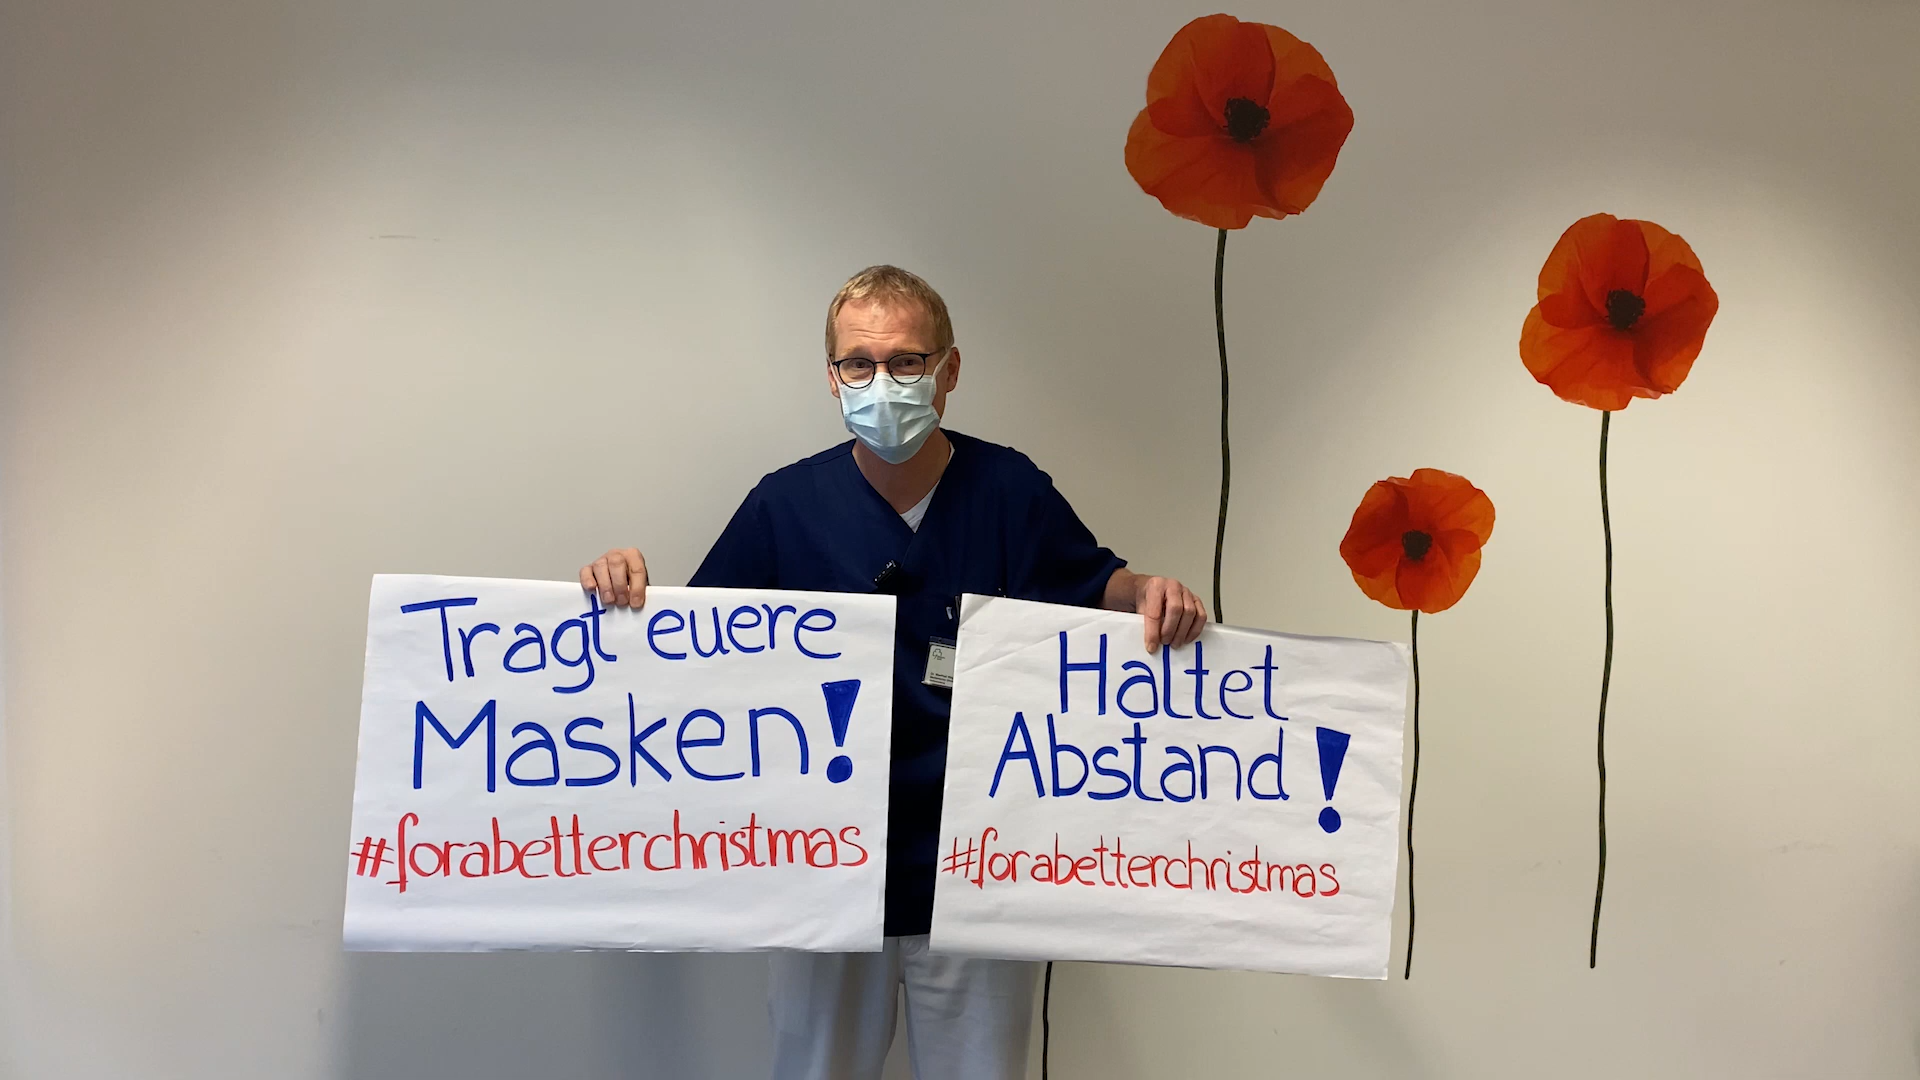 Tragt euere
Masken!
#forabetterchristmas
Haltet
Abstand!
#forabetterchristmas